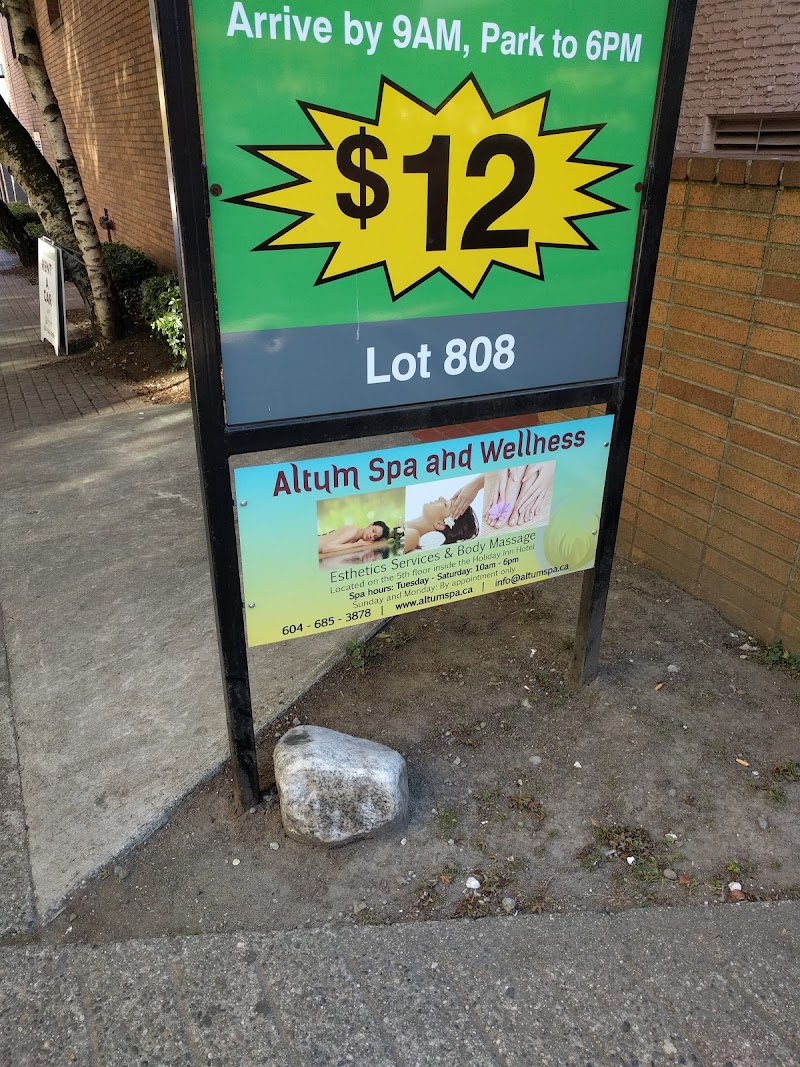 Arrive by 9AM, Park to 6PM
$12
Lot 808
Altum Spa and Wellness
Esthetics Services & Body Massage
Located on the 5th floor inside the Holiday Inn Hotel
Spa hours: Tuesday - Saturday: 10am - 6pm
Sunday and Monday: By appointment only
604 - 685 - 3878 | www.altumspa.ca | info@altumspa.ca
RENT
A
CAR